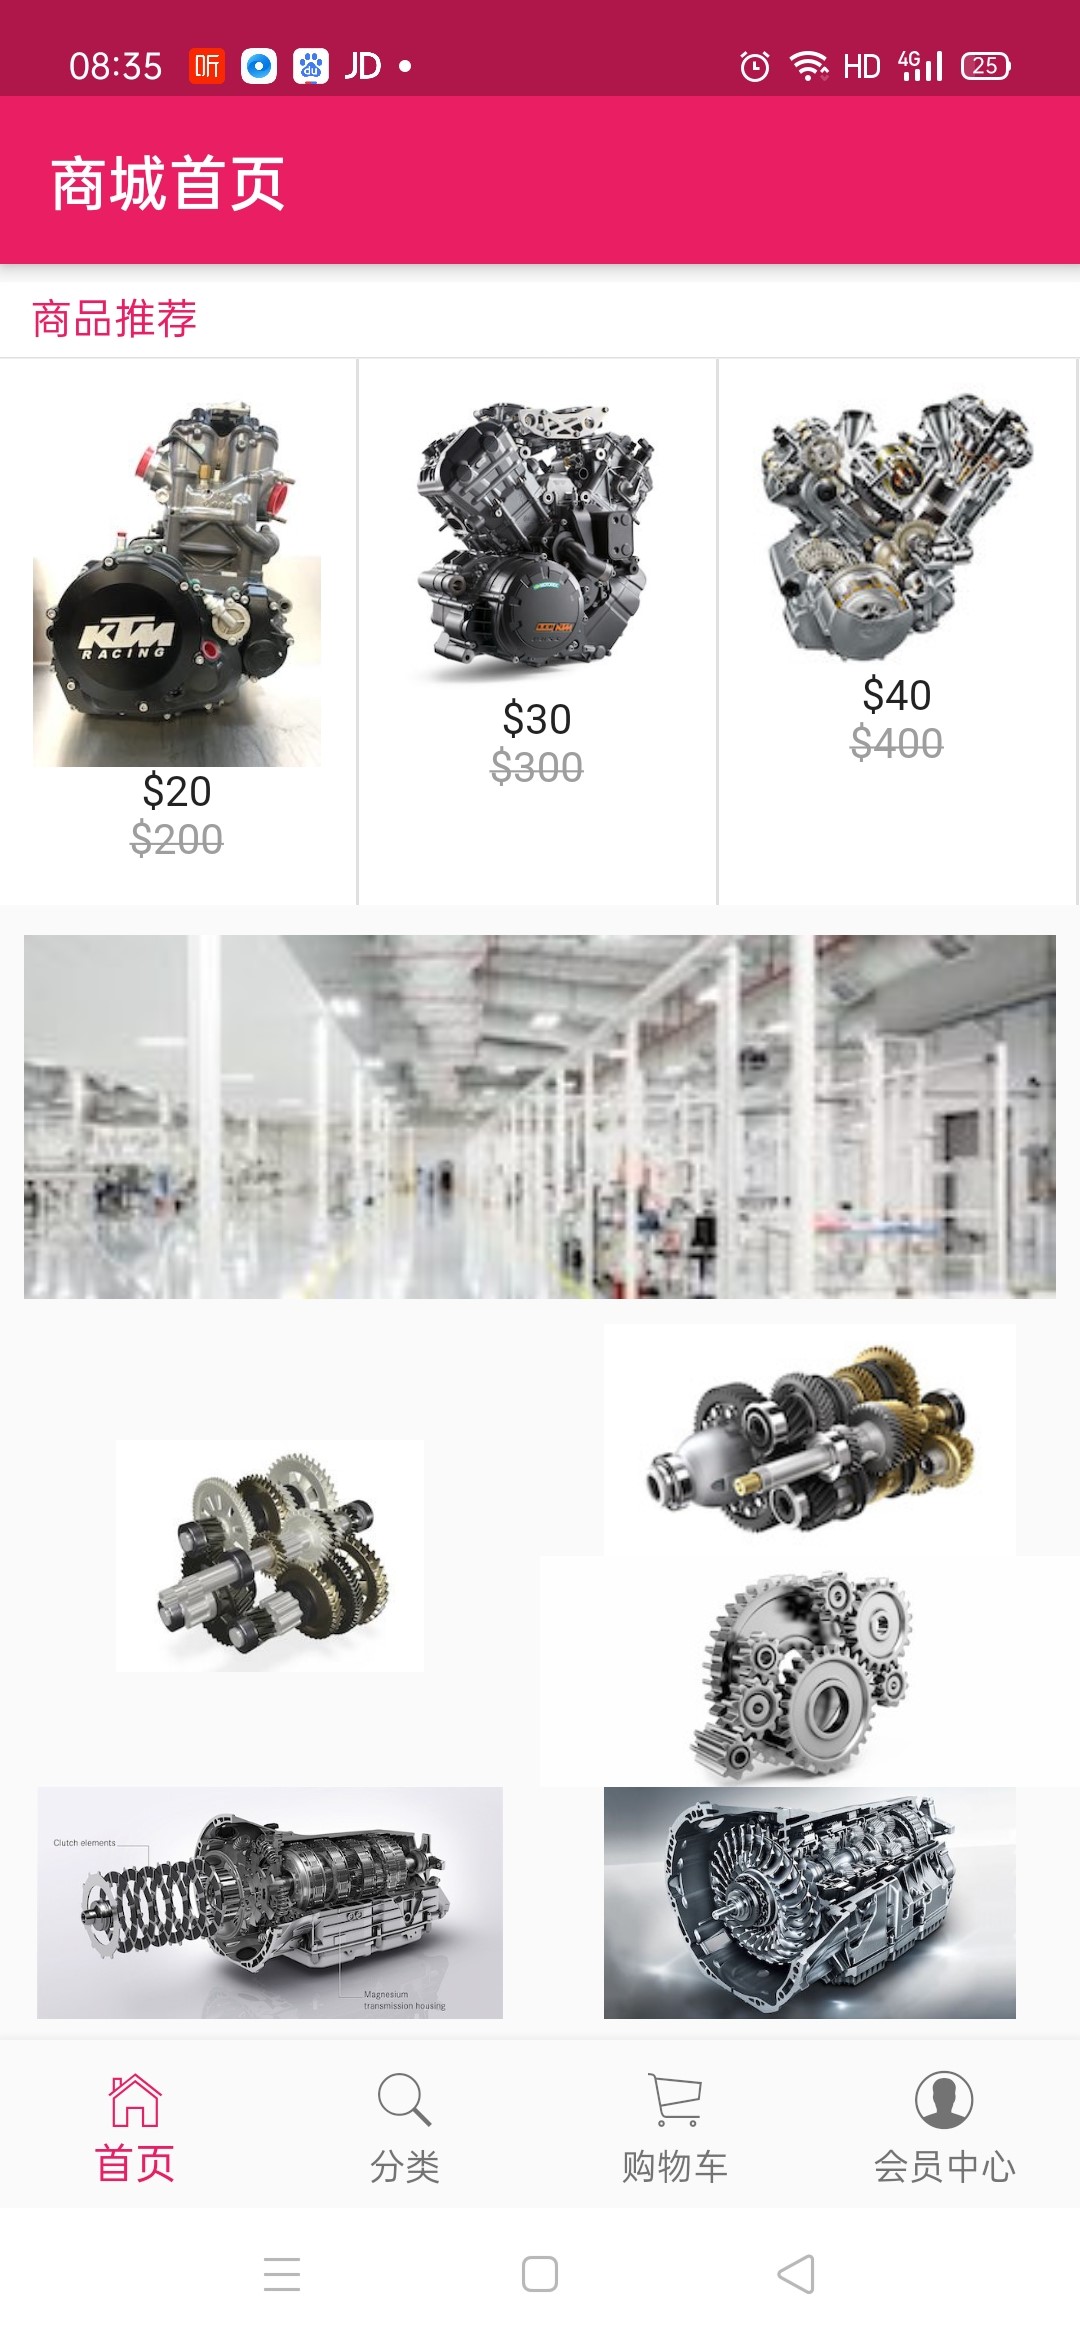 08:35 听 du JD HD 4G 25
商城首页
商品推荐
KTM
RACING
$20
$200
KTM
$30
$300
$40
$400
Clutch elements
Magnesium
transmission housing
首页 分类 购物车 会员中心